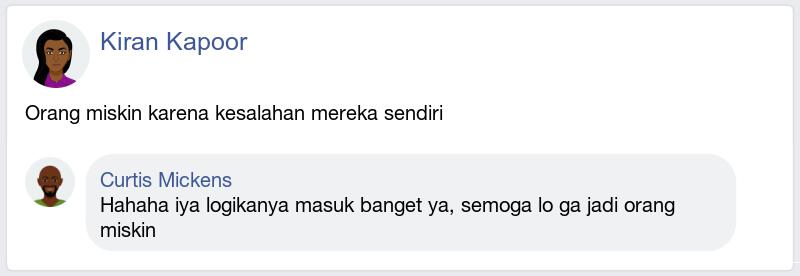 Kiran Kapoor
Orang miskin karena kesalahan mereka sendiri
Curtis Mickens
Hahaha iya logikanya masuk banget ya, semoga lo ga jadi orang
miskin